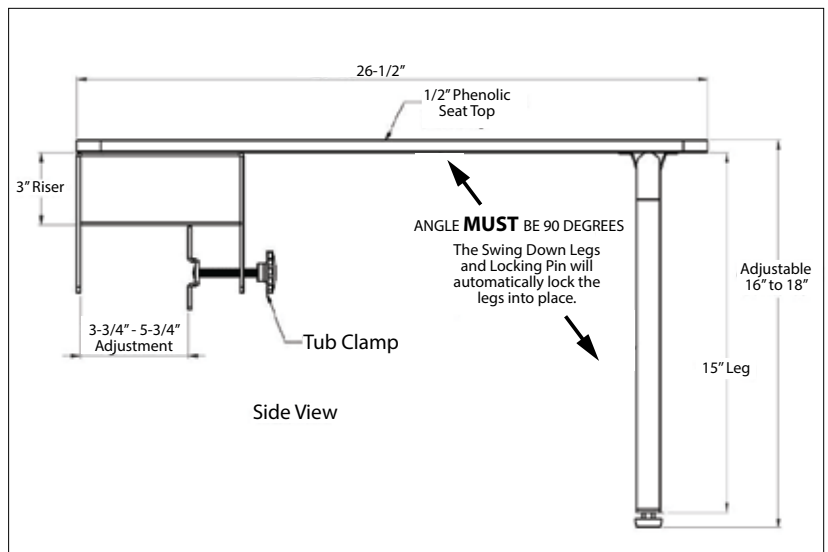 26-1/2”
1/2” Phenolic
Seat Top
3” Riser
ANGLE MUST BE 90 DEGREES
The Swing Down Legs
and Locking Pin will
automatically lock the
legs into place.
Adjustable
16” to 18”
3-3/4” - 5-3/4”
Adjustment
Tub Clamp
15” Leg
Side View